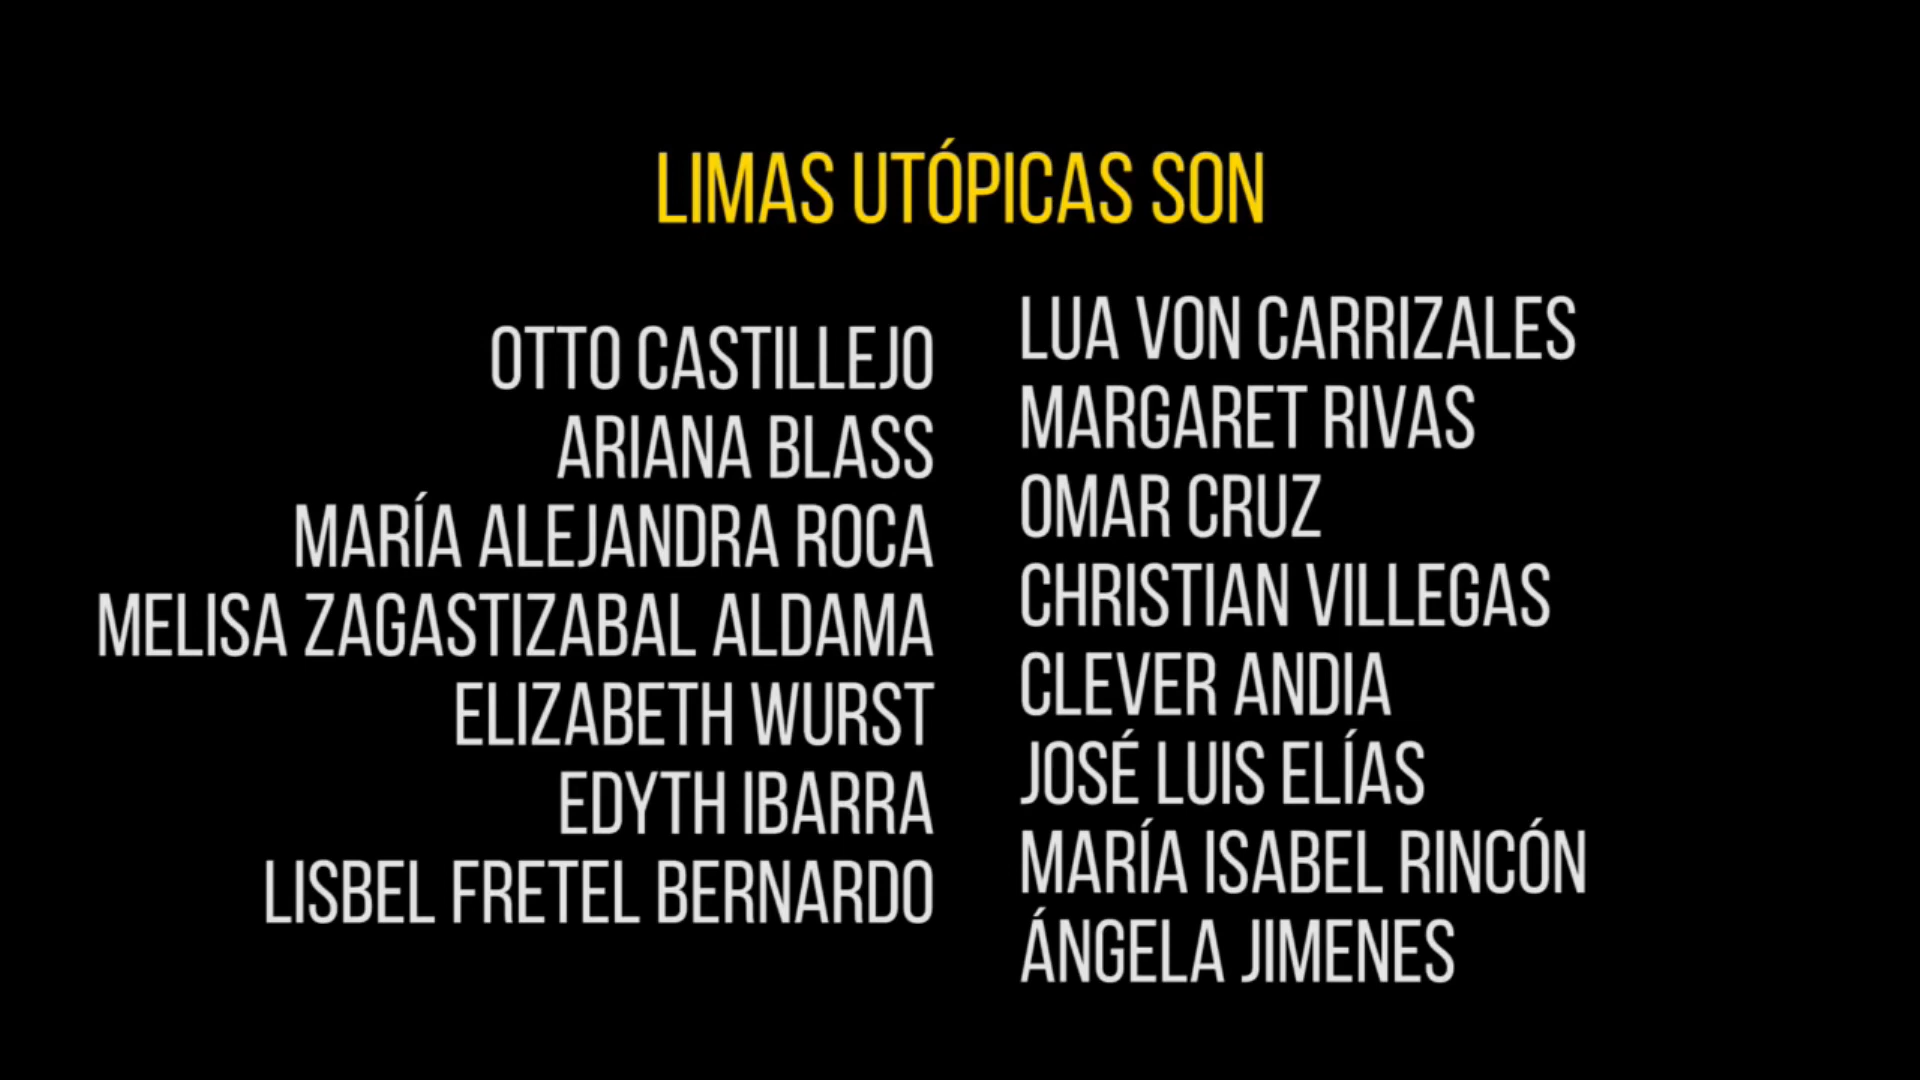 LIMAS UTÓPICAS SON
OTTO CASTILLEJO
ARIANA BLASS
MARÍA ALEJANDRA ROCA
MELISA ZAGASTIZABAL ALDAMA
ELIZABETH WURST
EDYTH IBARRA
LISBEL FRETEL BERNARDO
LUA VON CARRIZALES
MARGARET RIVAS
OMAR CRUZ
CHRISTIAN VILLEGAS
CLEVER ANDIA
JOSÉ LUIS ELÍAS
MARÍA ISABEL RINCÓN
ÁNGELA JIMENES